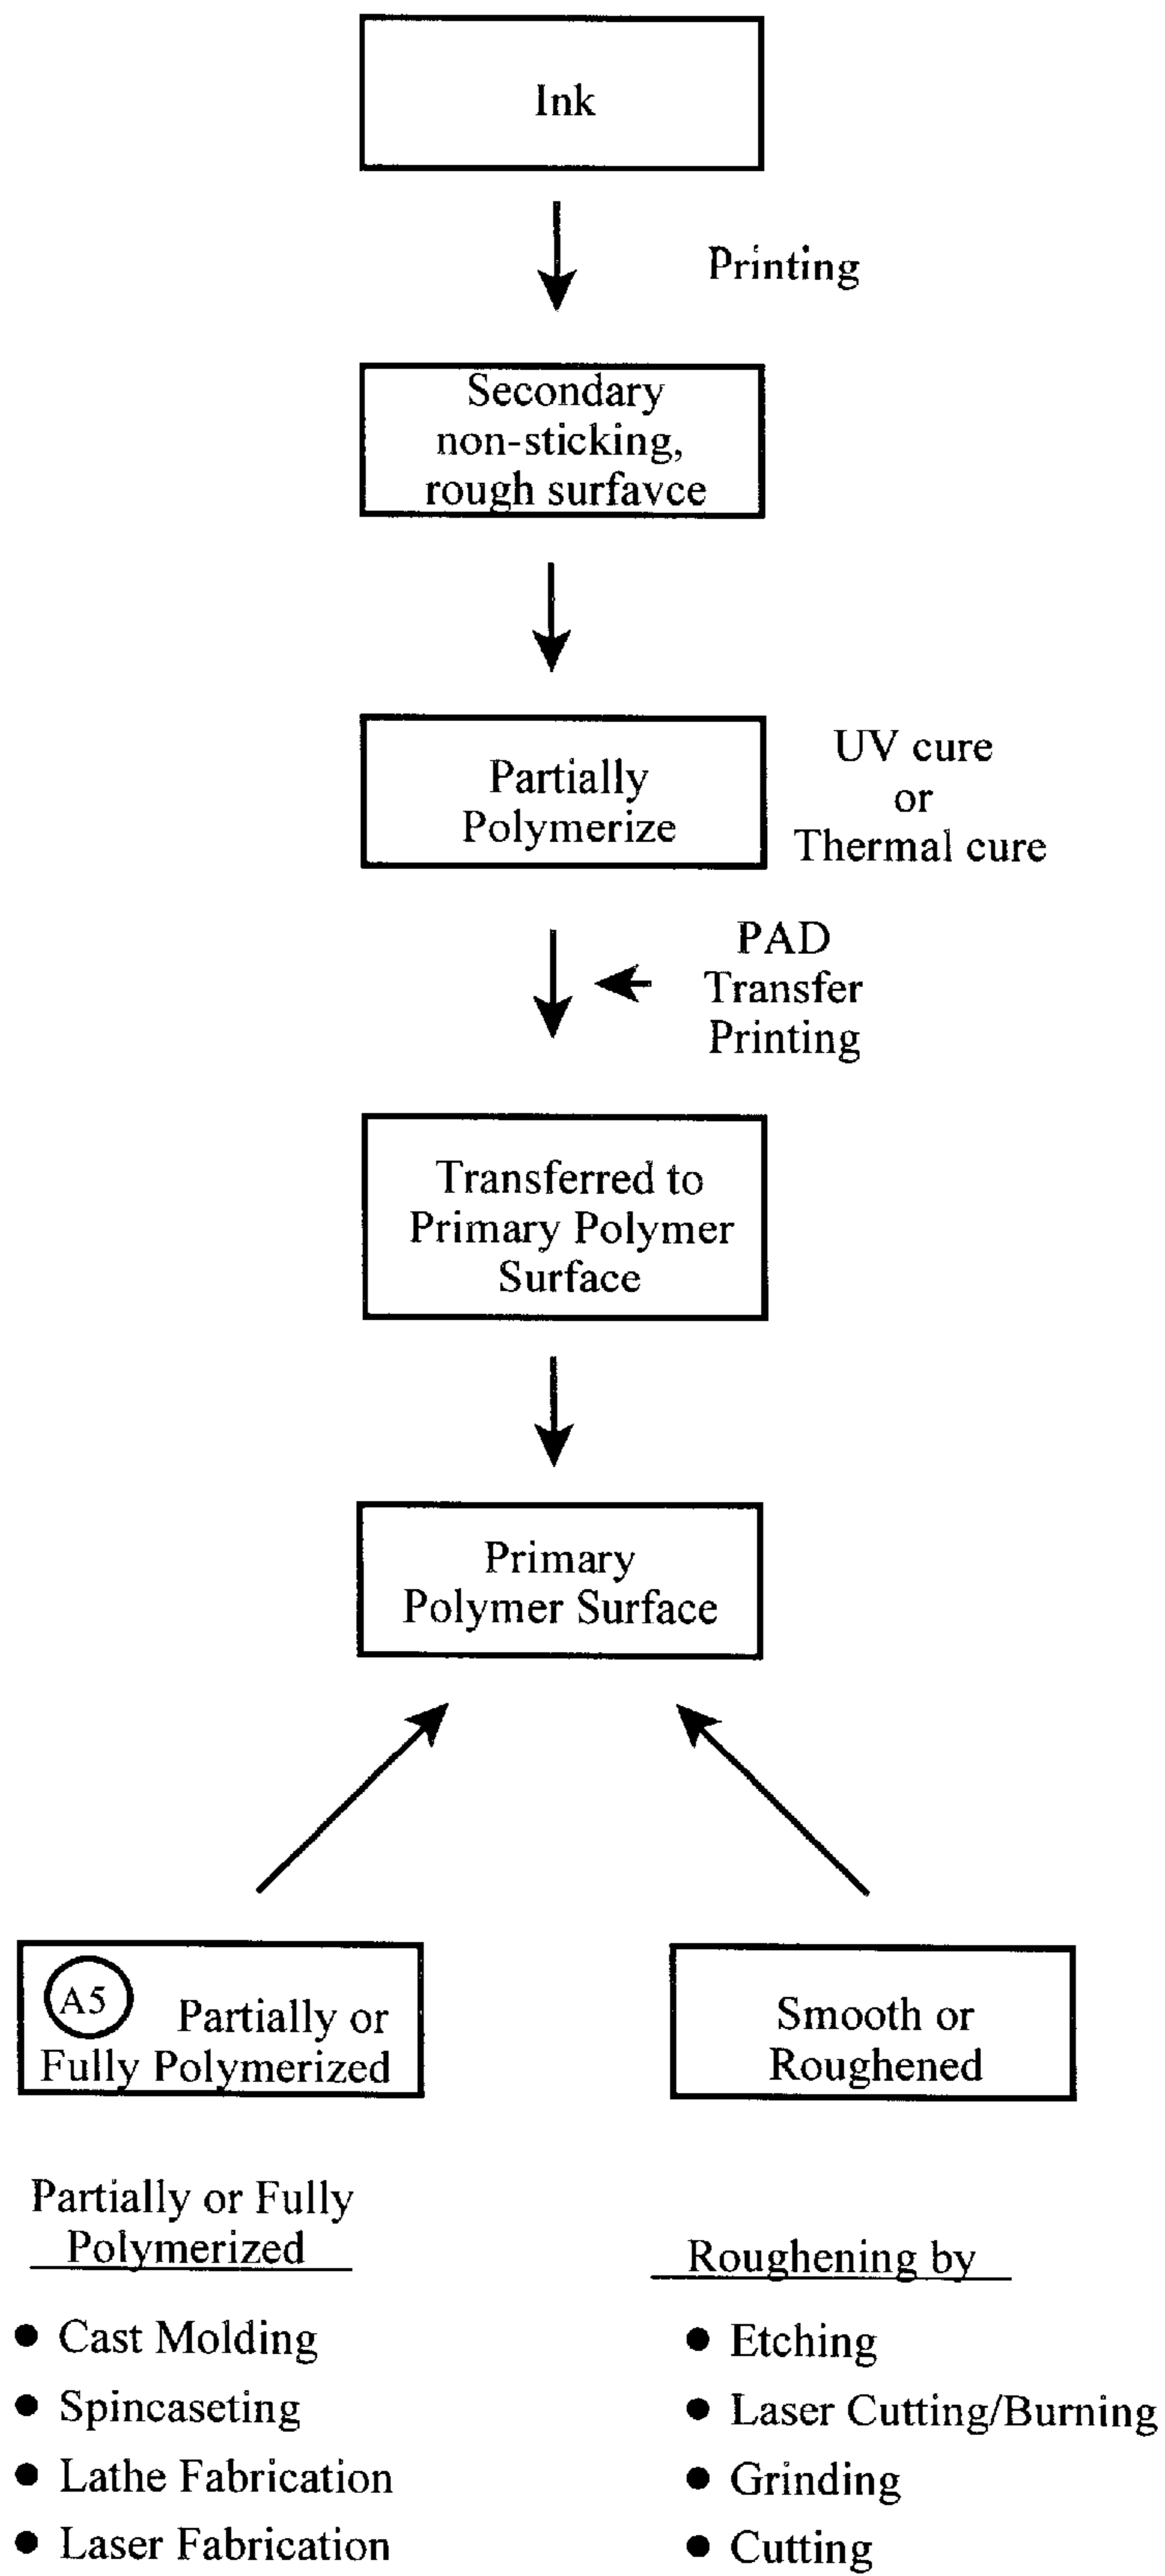 Ink
Printing
Secondary
non-sticking,
rough surfavce
Partially
Polymerize
UV cure
or
Thermal cure
PAD
Transfer
Printing
Transferred to
Primary Polymer
Surface
Primary
Polymer Surface
A5 Partially or
Fully Polymerized
Smooth or
Roughened
Partially or Fully
Polymerized
● Cast Molding
● Spincaseting
● Lathe Fabrication
● Laser Fabrication
Roughening by
● Etching
● Laser Cutting/Burning
● Grinding
● Cutting